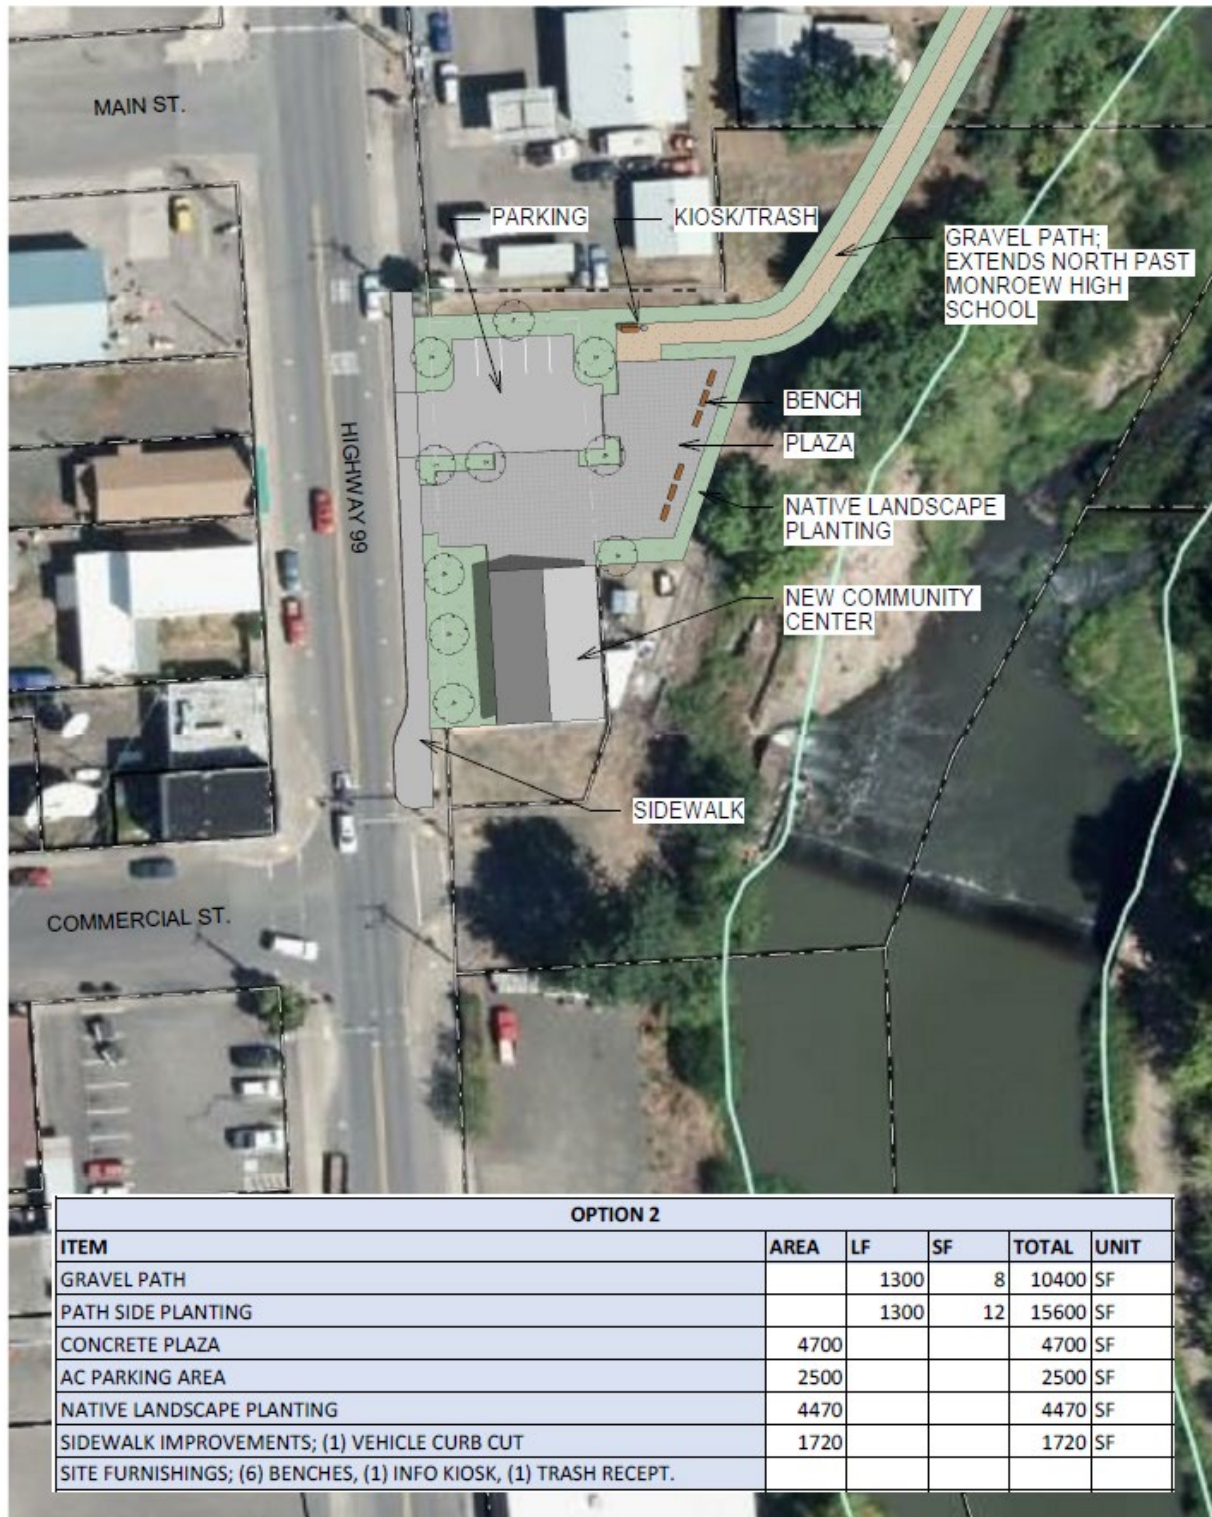 MAIN ST.
PARKING
KIOSK/TRASH
GRAVEL PATH;
EXTENDS NORTH PAST
MONROEW HIGH
SCHOOL
BENCH
PLAZA
HIGHWAY 99
NATIVE LANDSCAPE
PLANTING
NEW COMMUNITY
CENTER
SIDEWALK
COMMERCIAL ST.
OPTION 2
ITEM AREA LF SF TOTAL UNIT
GRAVEL PATH 1300 8 10400 SF
PATH SIDE PLANTING 1300 12 15600 SF
CONCRETE PLAZA 4700 4700 SF
AC PARKING AREA 2500 2500 SF
NATIVE LANDSCAPE PLANTING 4470 4470 SF
SIDEWALK IMPROVEMENTS; (1) VEHICLE CURB CUT 1720 1720 SF
SITE FURNISHINGS; (6) BENCHES, (1) INFO KIOSK, (1) TRASH RECEPT.